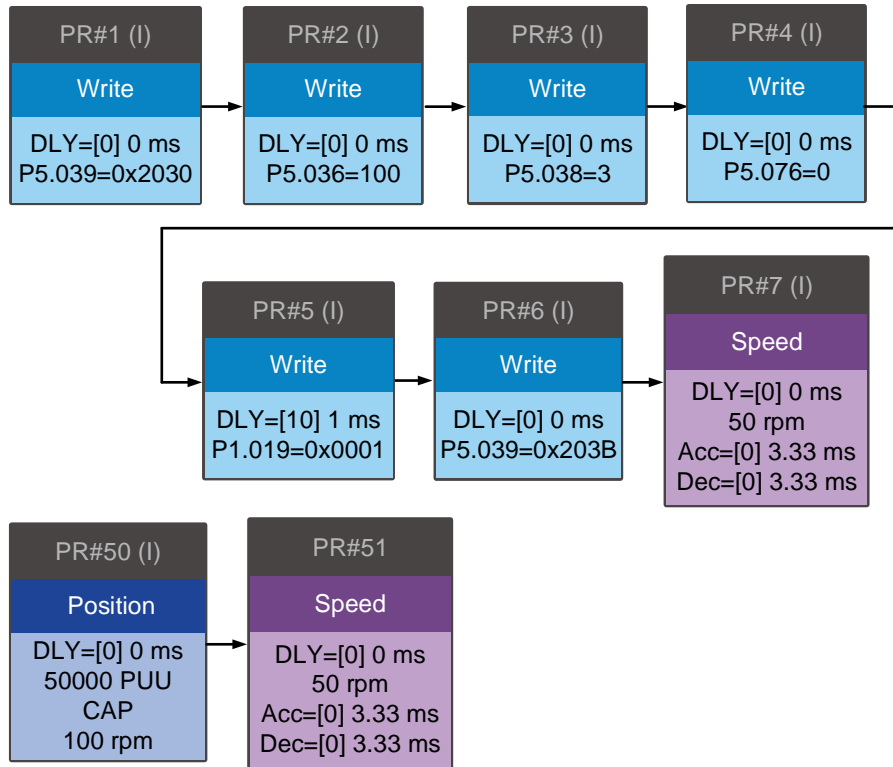 PR#1 (I)
Write
DLY=[0] 0 ms
P5.039=0x2030
PR#2 (I)
Write
DLY=[0] 0 ms
P5.036=100
PR#3 (I)
Write
DLY=[0] 0 ms
P5.038=3
PR#4 (I)
Write
DLY=[0] 0 ms
P5.076=0
PR#5 (I)
Write
DLY=[10] 1 ms
P1.019=0x0001
PR#6 (I)
Write
DLY=[0] 0 ms
P5.039=0x203B
PR#7 (I)
Speed
DLY=[0] 0 ms
50 rpm
Acc=[0] 3.33 ms
Dec=[0] 3.33 ms
PR#50 (I)
Position
DLY=[0] 0 ms
50000 PUU
CAP
100 rpm
PR#51
Speed
DLY=[0] 0 ms
50 rpm
Acc=[0] 3.33 ms
Dec=[0] 3.33 ms